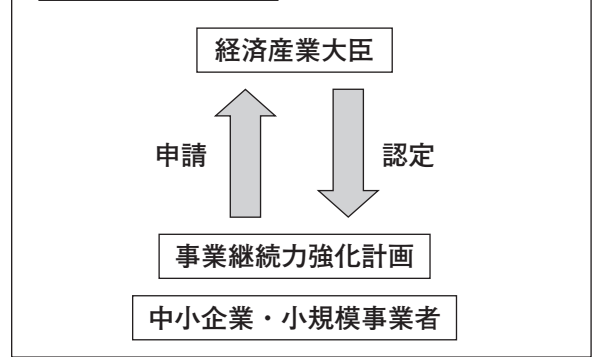 経済産業大臣
申請
認定
事業継続力強化計画
中小企業・小規模事業者